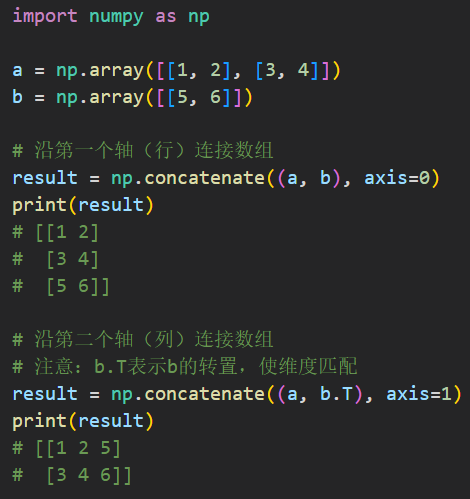 import numpy as np

a = np.array([[1, 2], [3, 4]])
b = np.array([[5, 6]])

# 沿第一个轴（行）连接数组
result = np.concatenate((a, b), axis=0)
print(result)
# [[1 2]
#  [3 4]
#  [5 6]]

# 沿第二个轴（列）连接数组
# 注意：b.T表示b的转置，使维度匹配
result = np.concatenate((a, b.T), axis=1)
print(result)
# [[1 2 5]
#  [3 4 6]]